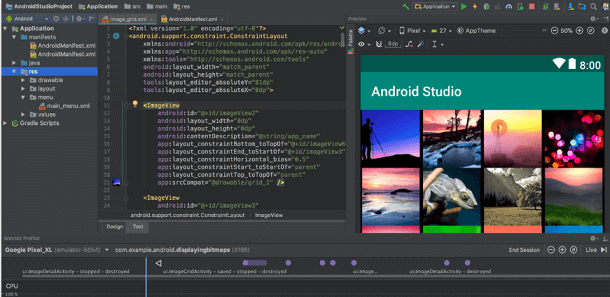 AndroidStudioProject Application src main res
Application
Android
image_grid.xml
AndroidManifest.xml
Preview
Application
manifests
AndroidManifest.xml
AndroidManifest.xml
java
res
drawable
layout
menu
main_menu.xml
values
Gradle Scripts
<?xml version="1.0" encoding="utf-8"?>
<android.support.constraint.ConstraintLayout
xmlns:android="http://schemas.android.com/apk/res/android
xmlns:app="http://schemas.android.com/apk/res-auto"
xmlns:tools="http://schemas.android.com/tools"
android:layout_width="match_parent"
android:layout_height="match_parent"
tools:layout_editor_absoluteY="81dp"
tools:layout_editor_absoluteX="0dp">
<ImageView
android:id="@+id/imageView2"
android:layout_width="0dp"
android:layout_height="0dp"
android:contentDescription="@string/app_name"
app:layout_constraintBottom_toTopOf="@+id/imageView6
app:layout_constraintEnd_toStartOf="@+id/imageView3"
app:layout_constraintHorizontal_bias="0.5"
app:layout_constraintStart_toStartOf="parent"
app:layout_constraintTop_toTopOf="parent"
app:srcCompat="@drawable/grid_1" />
<ImageView
android:id="@+id/imageView3"
android.support.constraint.ConstraintLayout ImageView
Design Text
Pixel 27 AppTheme 50%
8dp
8:00
Android Studio
Android Profiler
Google Pixel_XL (emulator-5554) com.example.android.displayingbitmaps (4186) End Session Live
ui.ImageDetailActivity - stopped - destroyed
ui.ImageGridActivity - saved - stopped - destroyed
ui.Image...
ui.ImageDetailActivity - stopped - destroyed
CPU
100 %